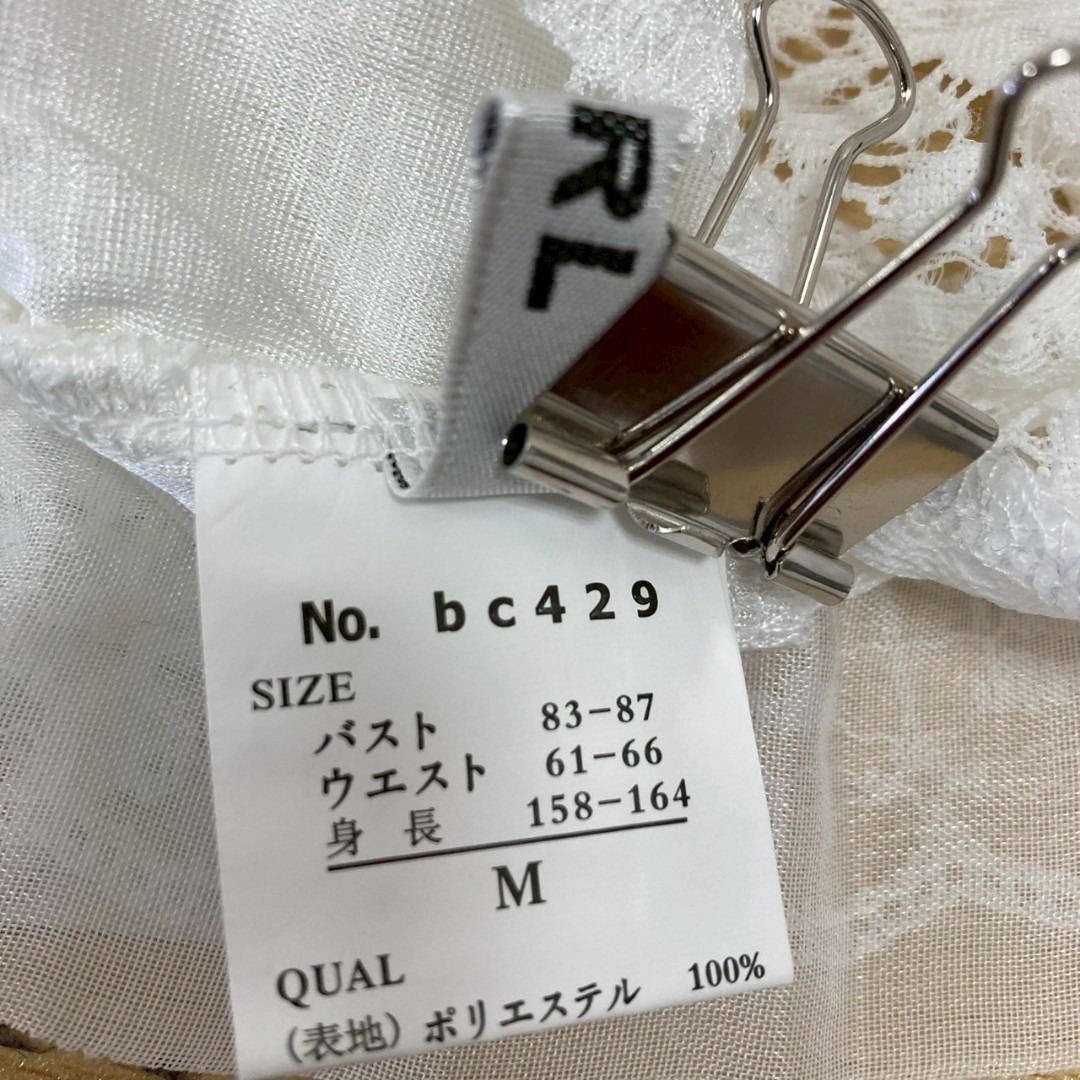 RL
No. bc429
SIZE
バスト 83-87
ウエスト 61-66
身長 158-164
M
QUAL
(表地) ポリエステル 100%